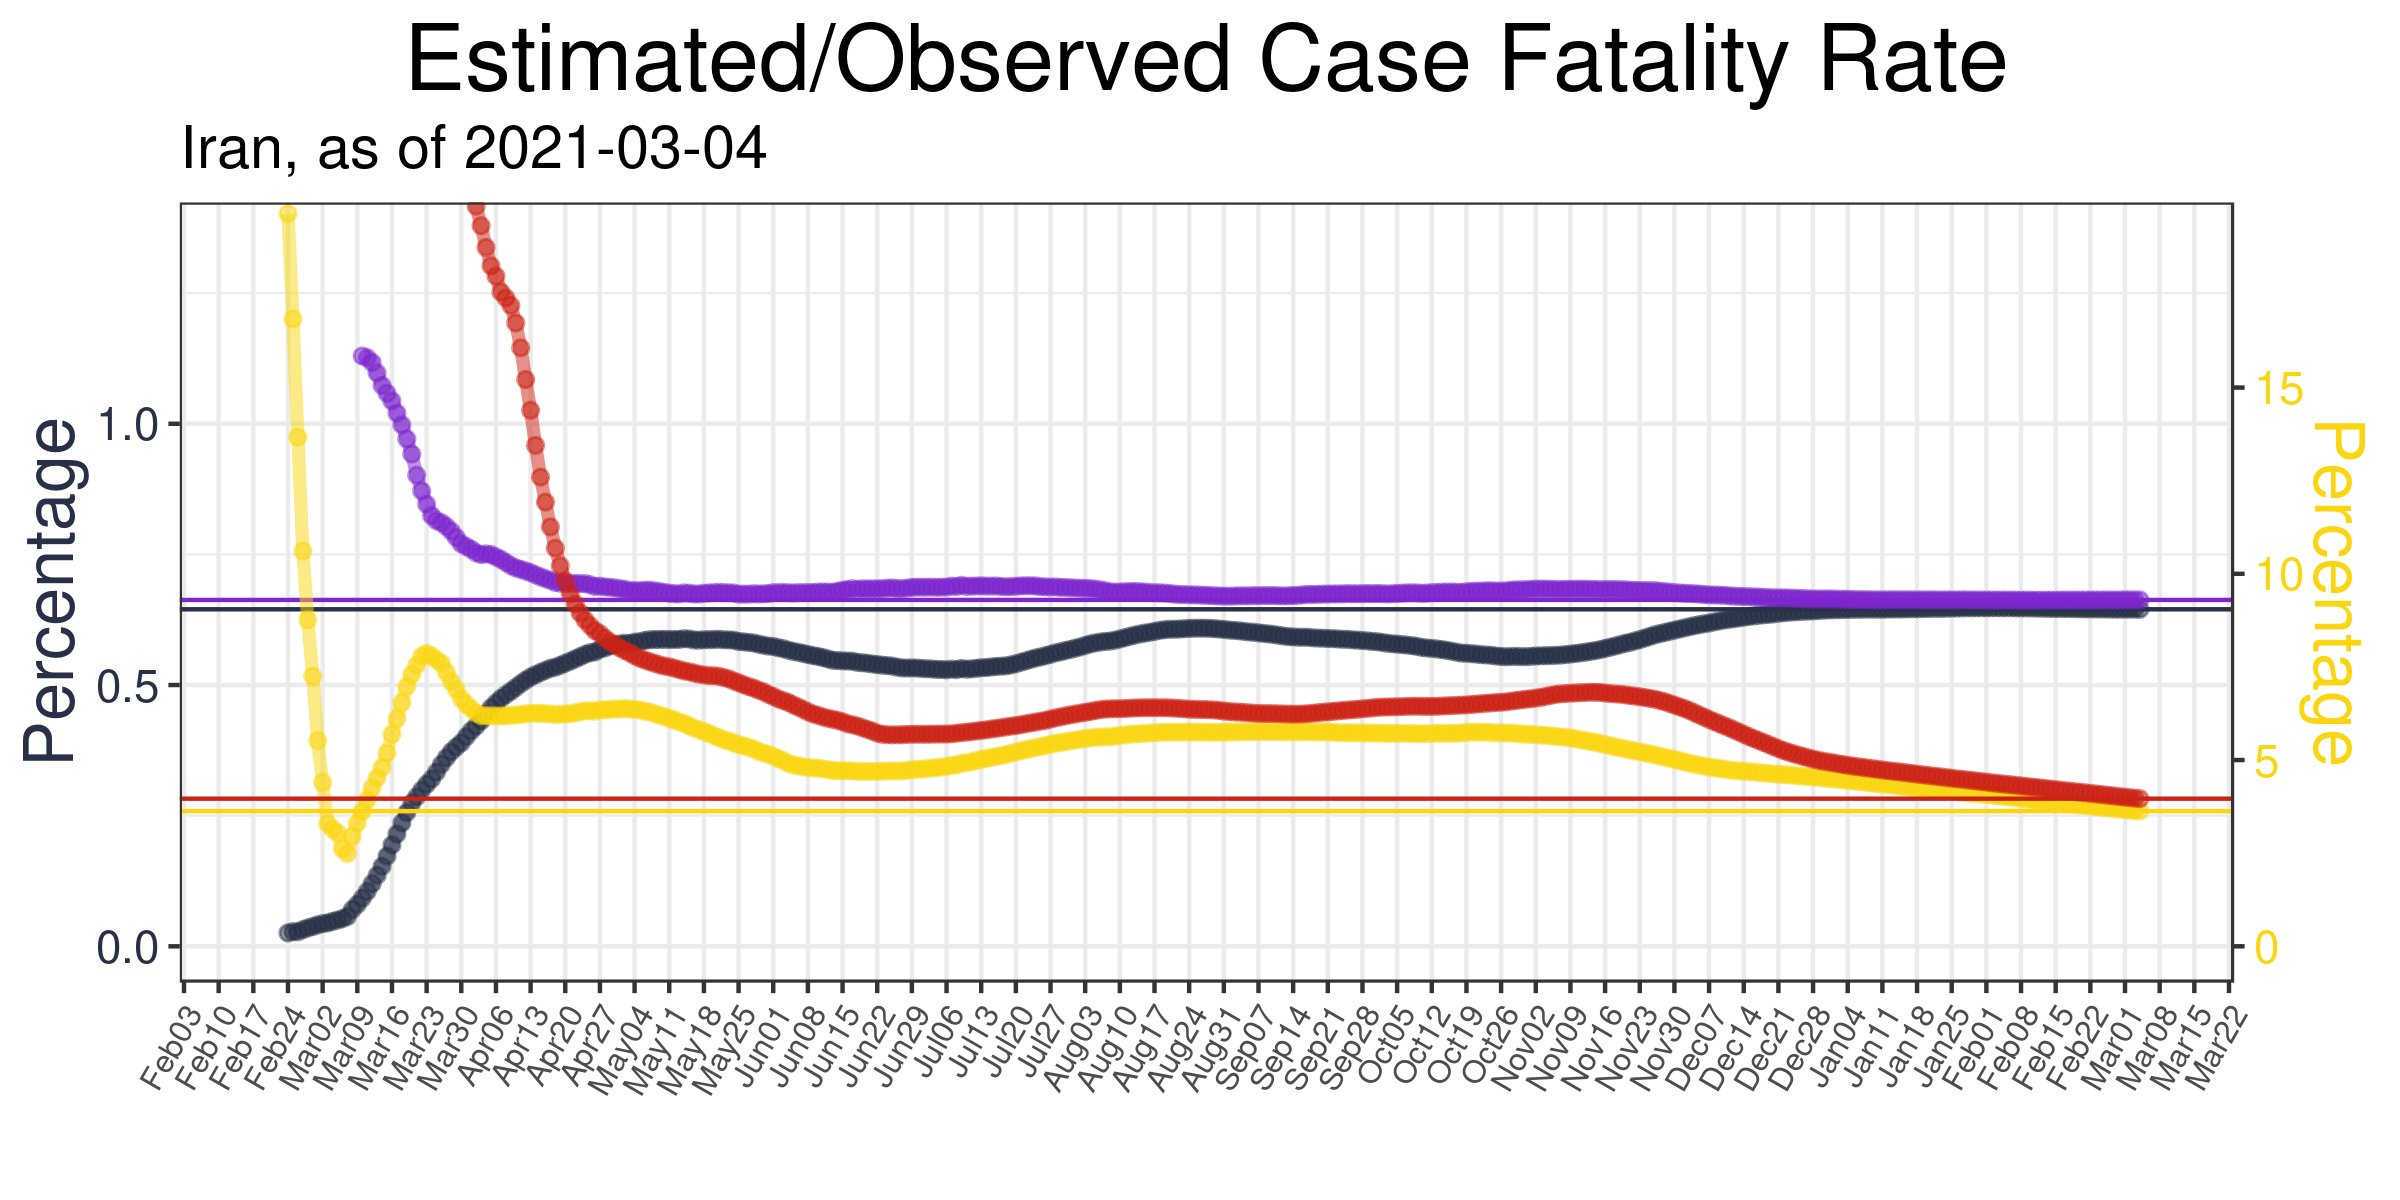 Estimated/Observed Case Fatality Rate
Iran, as of 2021-03-04
Percentage
1.0
0.5
0.0
15
10
5
0
Percentage
Feb03 Feb10 Feb17 Feb24 Mar02 Mar09 Mar16 Mar23 Mar30 Apr06 Apr13 Apr20 Apr27 May04 May11 May18 May25 Jun01 Jun08 Jun15 Jun22 Jun29 Jul06 Jul13 Jul20 Jul27 Aug03 Aug10 Aug17 Aug24 Aug31 Sep07 Sep14 Sep21 Sep28 Oct05 Oct12 Oct19 Oct26 Nov02 Nov09 Nov16 Nov23 Nov30 Nov07 Dec14 Dec21 Dec28 Dec04 Jan11 Jan18 Jan25 Jan01 Feb08 Feb15 Feb22 Feb01 Mar08 Mar15 Mar22